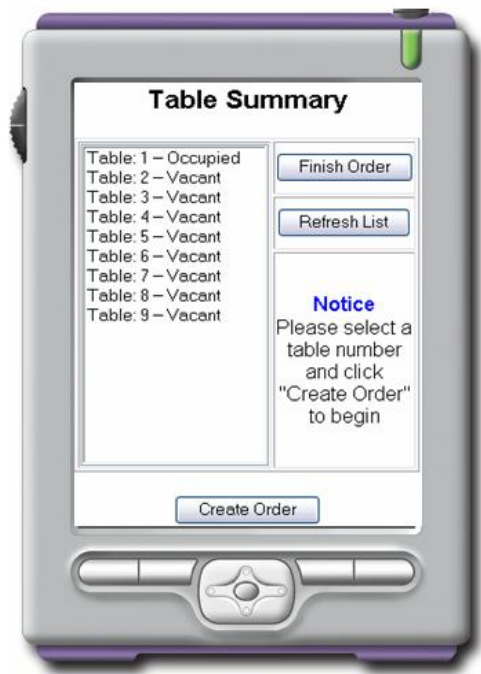 Table Summary
Table: 1 – Occupied
Table: 2 – Vacant
Table: 3 – Vacant
Table: 4 – Vacant
Table: 5 – Vacant
Table: 6 – Vacant
Table: 7 – Vacant
Table: 8 – Vacant
Table: 9 – Vacant
Finish Order
Refresh List
Notice
Please select a
table number
and click
"Create Order"
to begin
Create Order